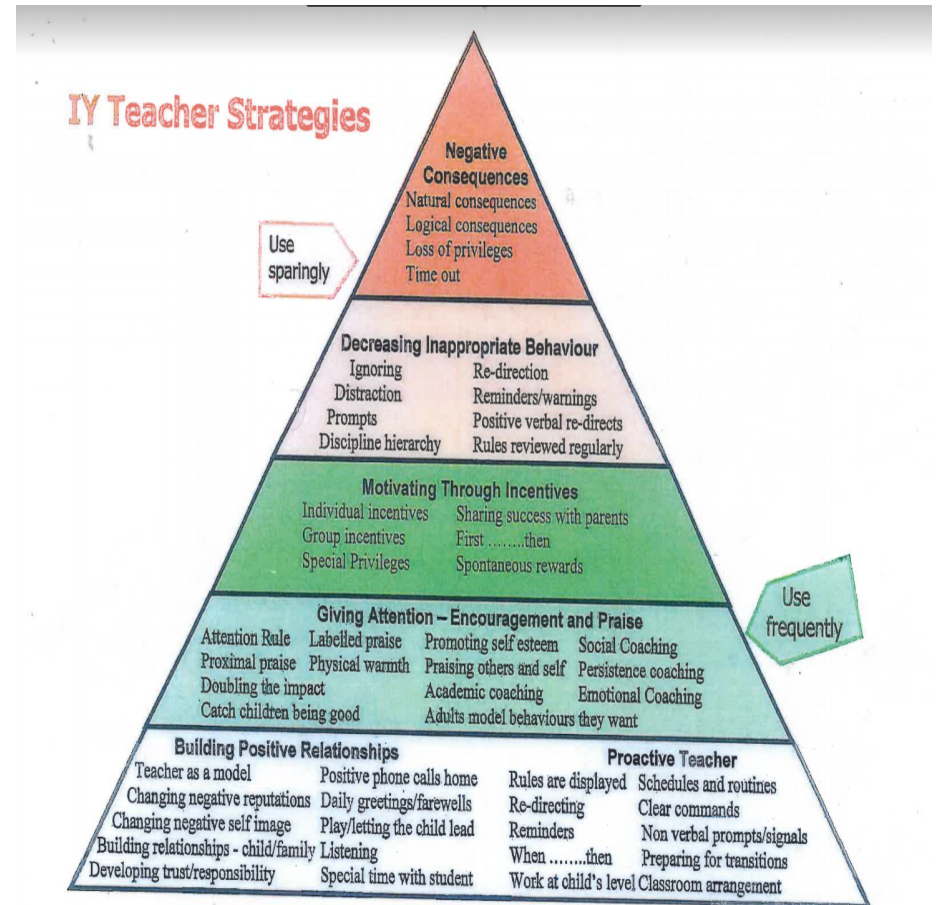 IY Teacher Strategies
Negative
Consequences
Natural consequences
Logical consequences
Loss of privileges
Time out
Use
sparingly
Decreasing Inappropriate Behaviour
Ignoring Re-direction
Distraction Reminders/warnings
Prompts Positive verbal re-directs
Discipline hierarchy Rules reviewed regularly
Motivating Through Incentives
Individual incentives Sharing success with parents
Group incentives First ........then
Special Privileges Spontaneous rewards
Use
frequently
Giving Attention – Encouragement and Praise
Attention Rule Labelled praise Promoting self esteem Social Coaching
Proximal praise Physical warmth Praising others and self Persistence coaching
Doubling the impact Academic coaching Emotional Coaching
Catch children being good Adults model behaviours they want
Building Positive Relationships
Teacher as a model Positive phone calls home
Changing negative reputations Daily greetings/farewells
Changing negative self image Play/letting the child lead
Building relationships - child/family Listening
Developing trust/responsibility Special time with student
Proactive Teacher
Rules are displayed Schedules and routines
Re-directing Clear commands
Reminders Non verbal prompts/signals
When ........then Preparing for transitions
Work at child's level Classroom arrangement